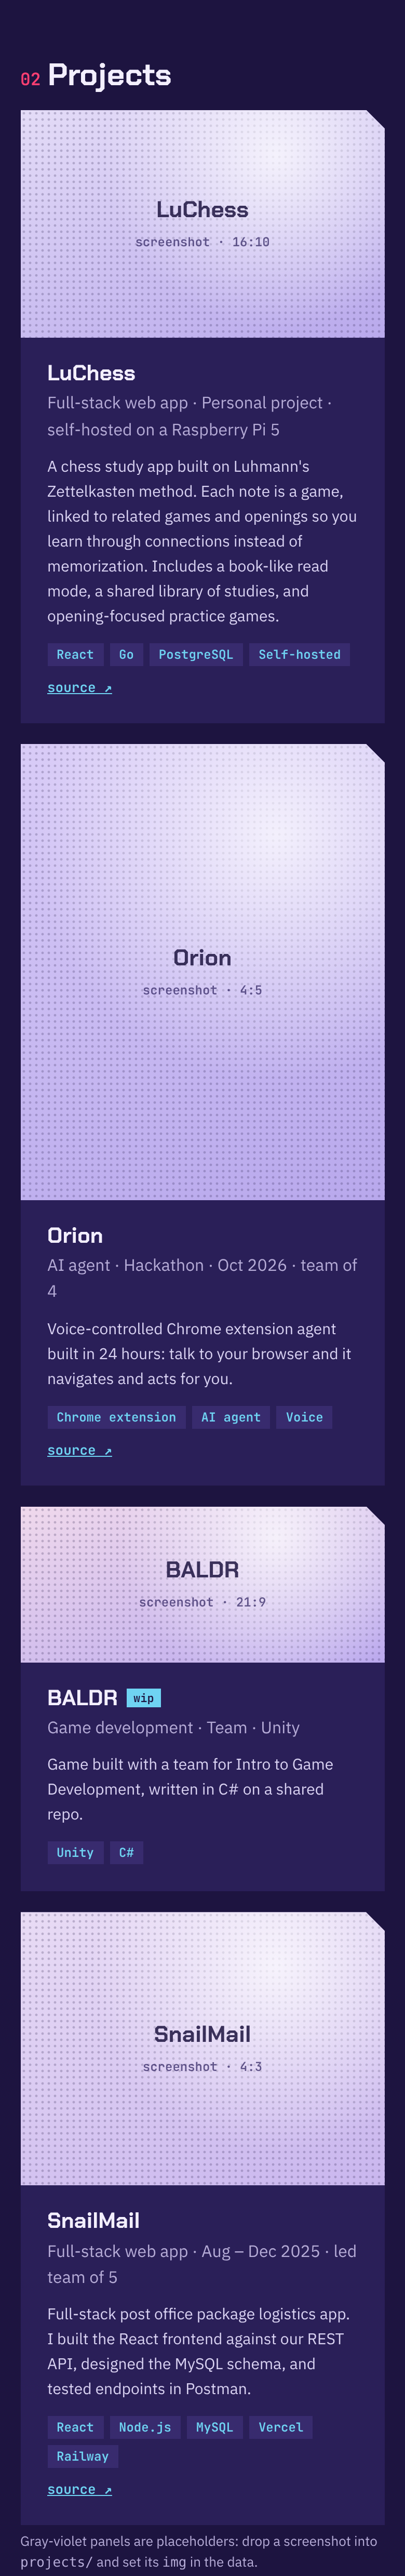 02 Projects
LuChess
screenshot · 16:10
LuChess
Full-stack web app · Personal project ·
self-hosted on a Raspberry Pi 5
A chess study app built on Luhmann's
Zettelkasten method. Each note is a game,
linked to related games and openings so you
learn through connections instead of
memorization. Includes a book-like read
mode, a shared library of studies, and
opening-focused practice games.
React Go PostgreSQL Self-hosted
source ↗
Orion
screenshot · 4:5
Orion
AI agent · Hackathon · Oct 2026 · team of
4
Voice-controlled Chrome extension agent
built in 24 hours: talk to your browser and it
navigates and acts for you.
Chrome extension AI agent Voice
source ↗
BALDR
screenshot · 21:9
BALDR wip
Game development · Team · Unity
Game built with a team for Intro to Game
Development, written in C# on a shared
repo.
Unity C#
SnailMail
screenshot · 4:3
SnailMail
Full-stack web app · Aug – Dec 2025 · led
team of 5
Full-stack post office package logistics app.
I built the React frontend against our REST
API, designed the MySQL schema, and
tested endpoints in Postman.
React Node.js MySQL Vercel
Railway
source ↗
Gray-violet panels are placeholders: drop a screenshot into
projects/ and set its img in the data.